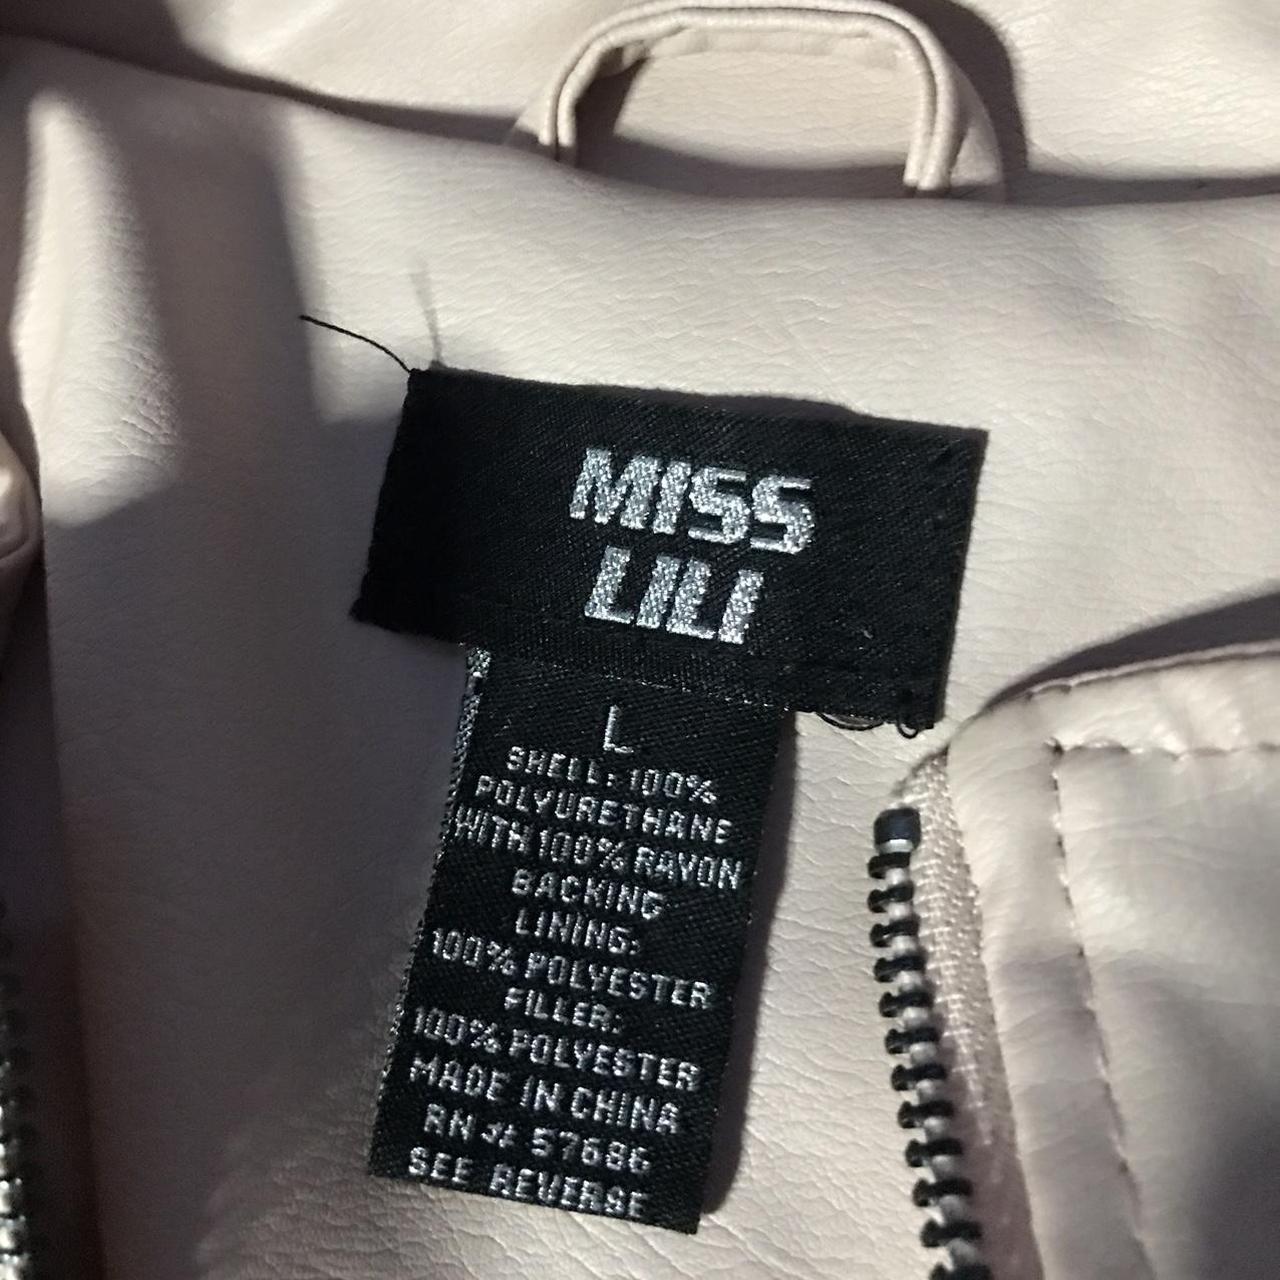 MISS
LILI
L
SHELL: 100%
POLYURETHANE
WITH 100% RAYON
BACKING
LINING:
100% POLYESTER
FILLER:
100% POLYESTER
MADE IN CHINA
RN # 57686
SEE REVERSE